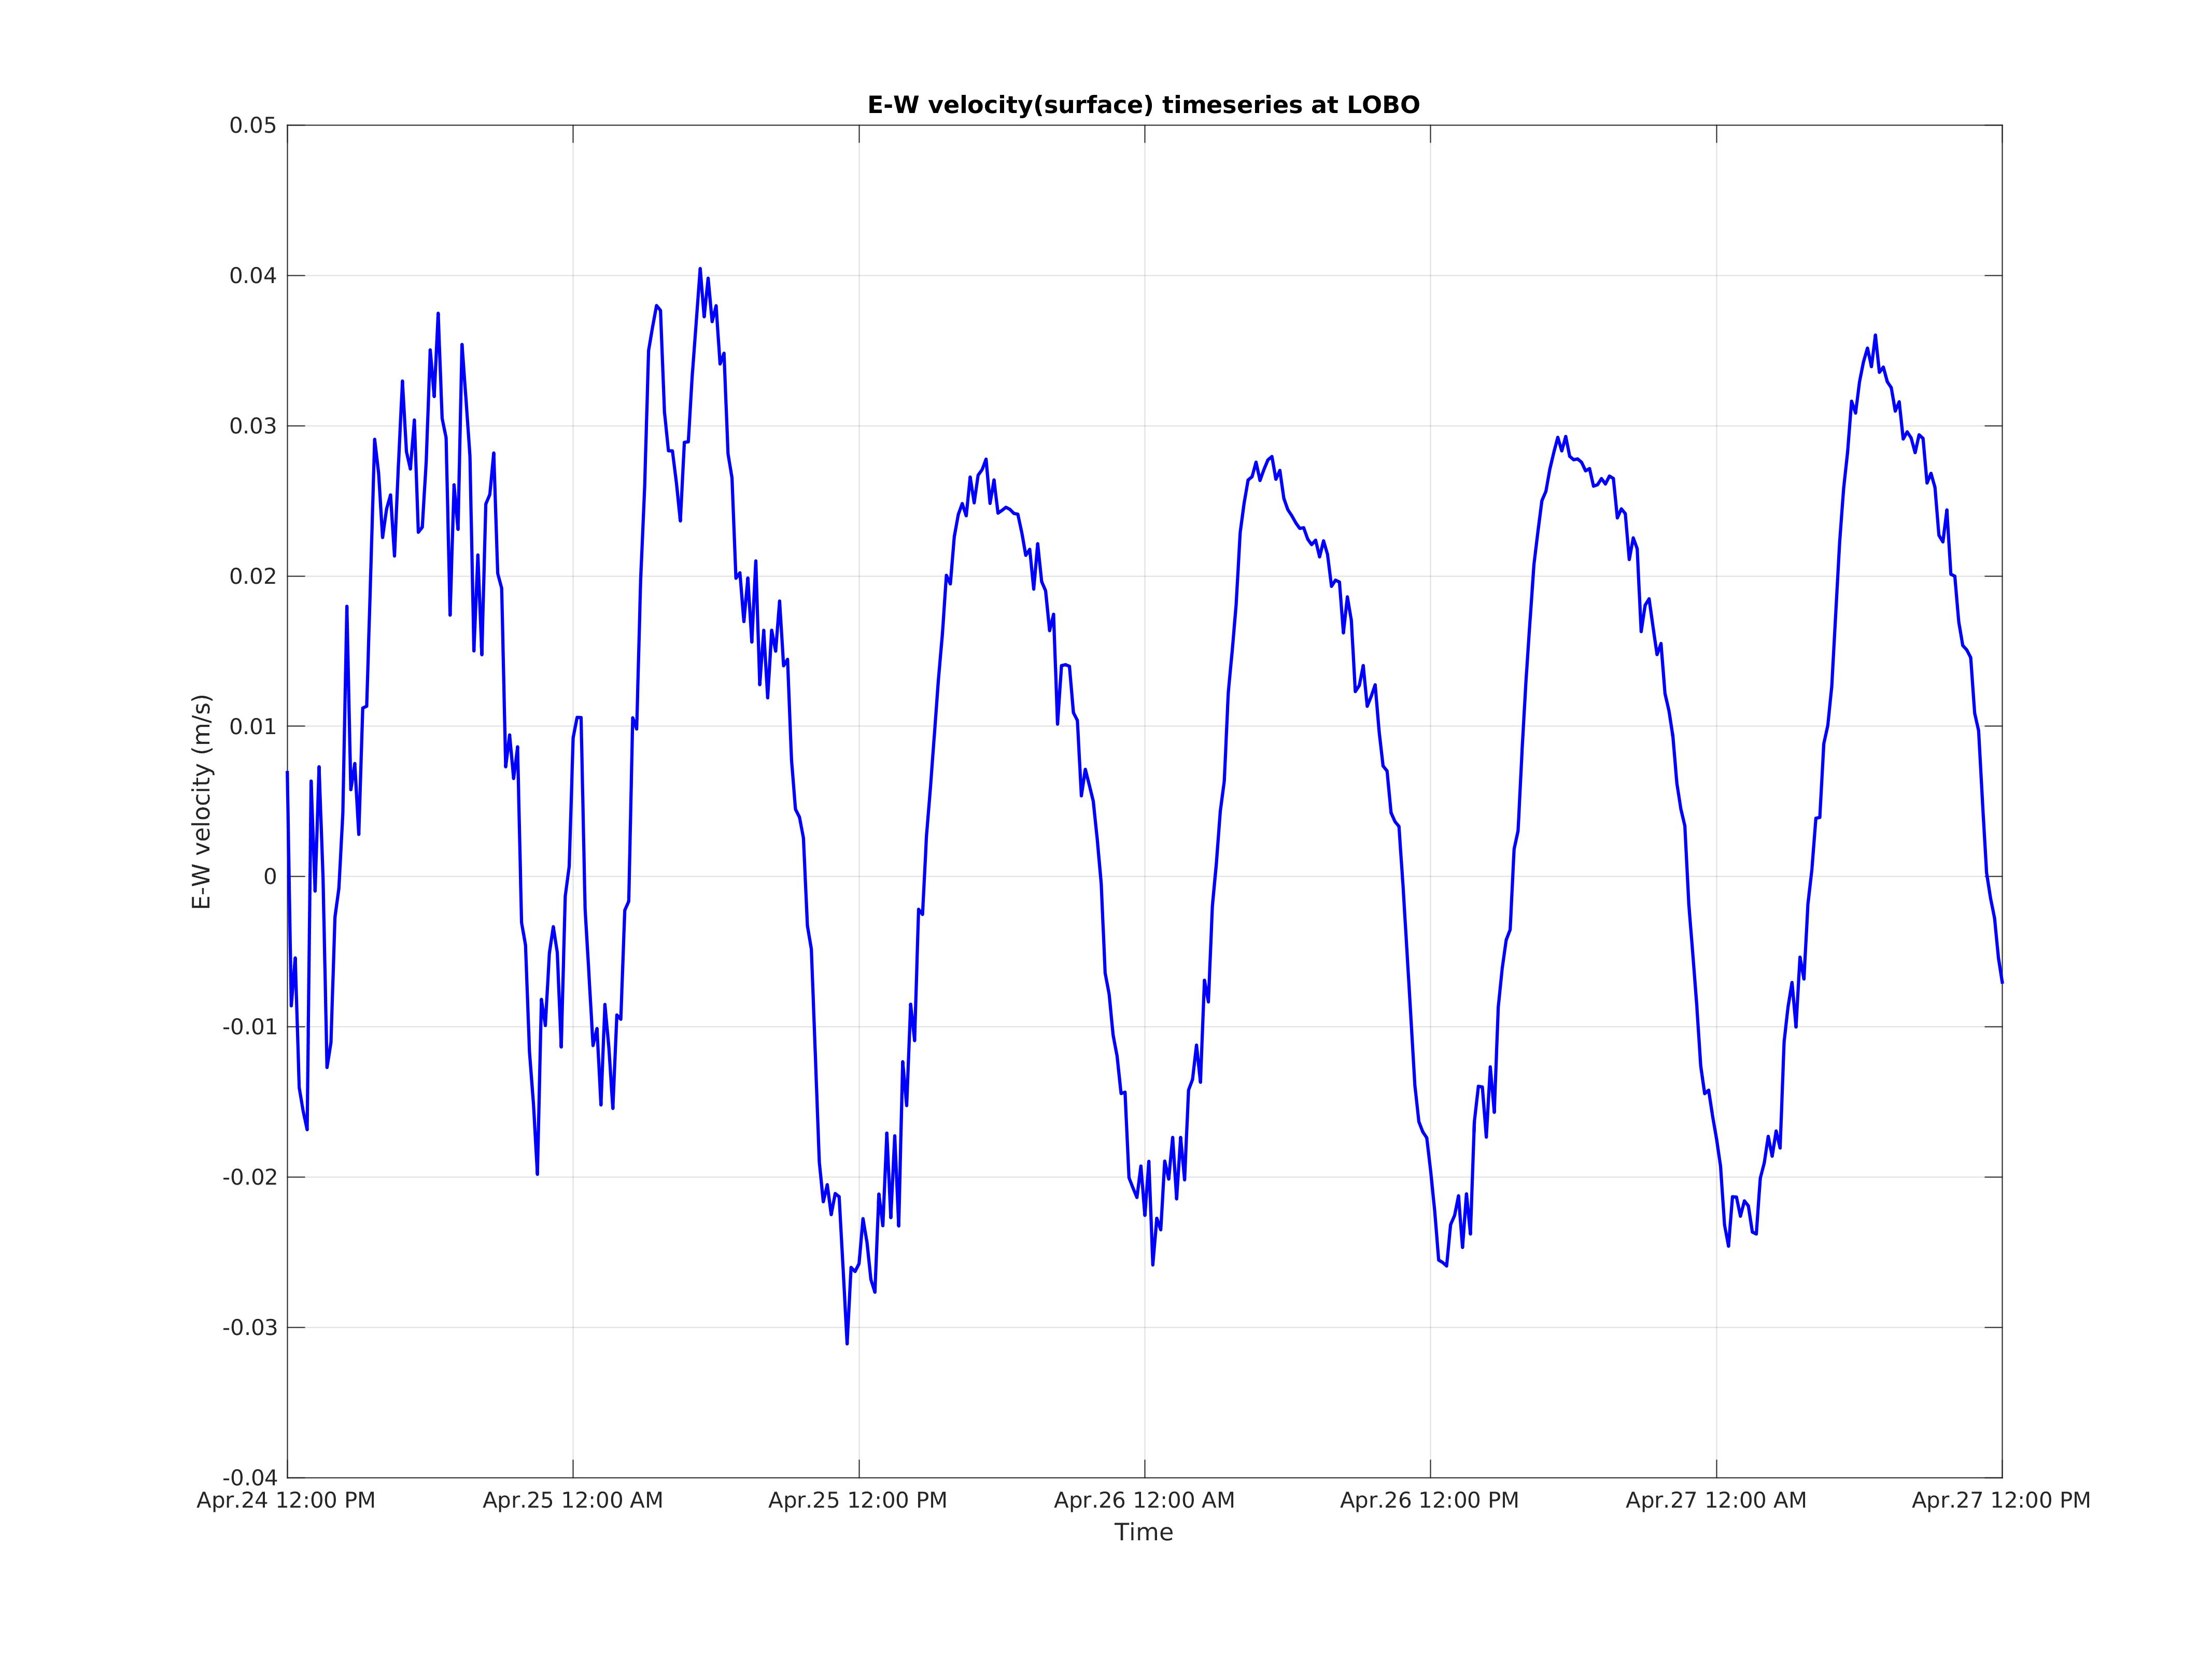 E-W velocity(surface) timeseries at LOBO
0.05
0.04
0.03
0.02
0.01
0
-0.01
-0.02
-0.03
-0.04
E-W velocity (m/s)
Apr.24 12:00 PM Apr.25 12:00 AM Apr.25 12:00 PM Apr.26 12:00 AM Apr.26 12:00 PM Apr.27 12:00 AM Apr.27 12:00 PM
Time